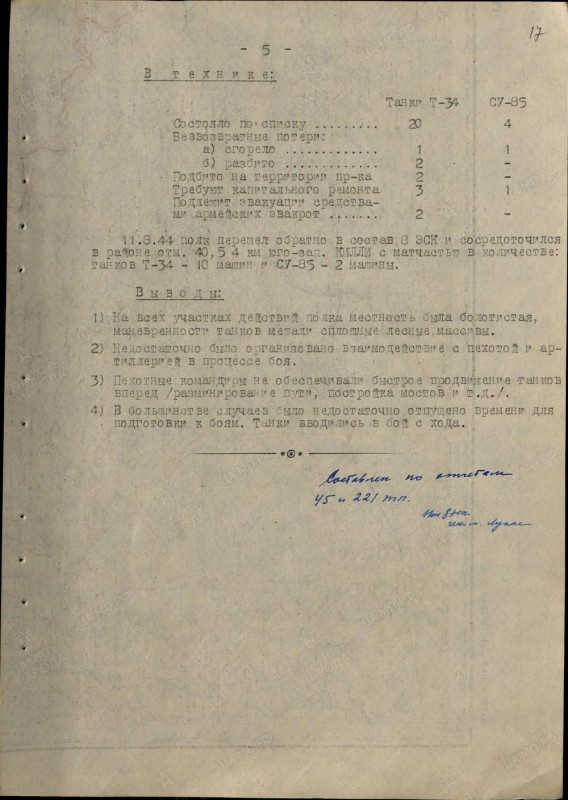 17
- 5 -
В технике:
Танки Т-34 СУ-85
Состояло по списку ......... 20 4
Безвозвратные потери:
а) сгорело ............. 1 1
б) разбито ............. 2 -
Подбито на территории пр-ка 2 -
Требуют капитального ремонта 3 1
Подлежит эвакуации средства-
ми армейских эвакрот ....... 2 -
11.8.44 полк перешел обратно в состав 8 ЭСК и сосредоточился
в районе отм. 40,5 4 км юго-зап. КИЛЛИ с матчастью в количестве:
танков Т-34 - 10 машин и СУ-85 - 2 машины.
Выводы:
1) На всех участках действий полка местность была болотистая,
маневренности танков мешали сплошные лесные массивы.
2) Недостаточно было организовано взаимодействие с пехотой и ар-
тиллерией в процессе боя.
3) Пехотные командиры не обеспечивали быстрое продвижение танков
вперед /разминирование пути, постройка мостов и т.д./.
4) В большинстве случаев было недостаточно отпущено времени для
подготовки к боям. Танки вводились в бой с хода.
Составлен по отчетам
45 и 221 тп.